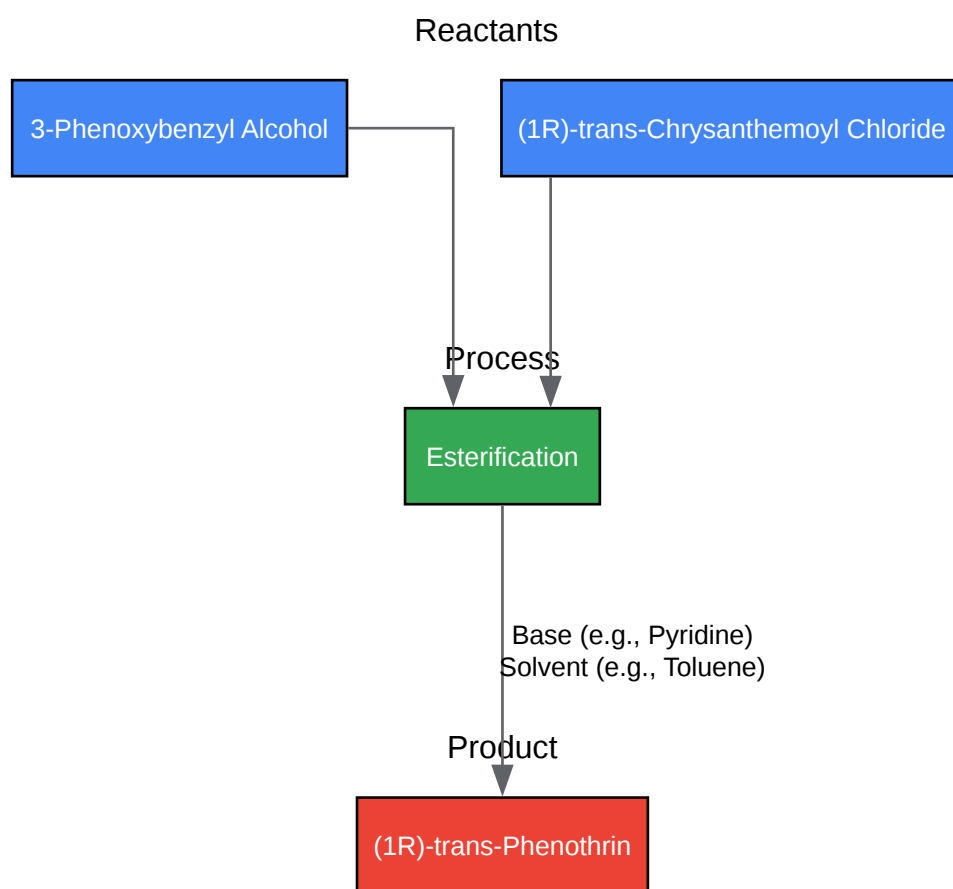 Reactants
3-Phenoxybenzyl Alcohol
(1R)-trans-Chrysanthemoyl Chloride
Process
Esterification
Base (e.g., Pyridine)
Solvent (e.g., Toluene)
Product
(1R)-trans-Phenothrin